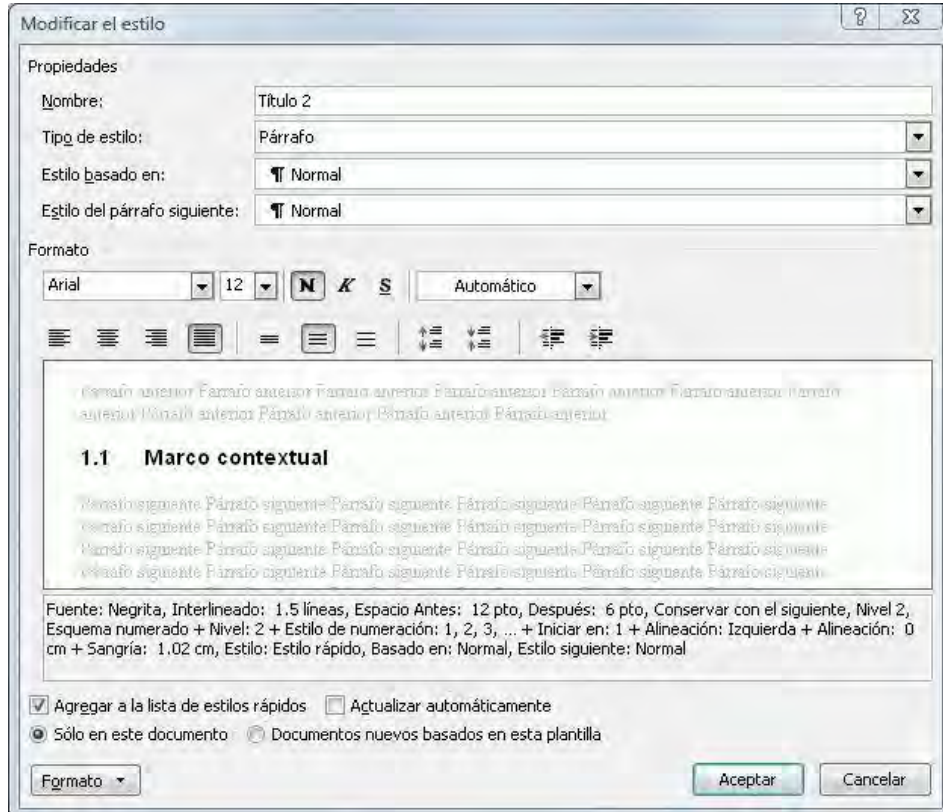 Modificar el estilo
Propiedades
Nombre: Título 2
Tipo de estilo: Párrafo
Estilo basado en: ¶ Normal
Estilo del párrafo siguiente: ¶ Normal
Formato
Arial 12 N K S Automático
Párrafo anterior Párrafo anterior Párrafo anterior Párrafo anterior Párrafo anterior Párrafo anterior Párrafo
anterior Párrafo anterior Párrafo anterior Párrafo anterior Párrafo anterior
1.1 Marco contextual
Párrafo siguiente Párrafo siguiente Párrafo siguiente Párrafo siguiente Párrafo siguiente Párrafo siguiente
Párrafo siguiente Párrafo siguiente Párrafo siguiente Párrafo siguiente Párrafo siguiente Párrafo siguiente
Párrafo siguiente Párrafo siguiente Párrafo siguiente Párrafo siguiente Párrafo siguiente Párrafo siguiente
Párrafo siguiente Párrafo siguiente Párrafo siguiente Párrafo siguiente Párrafo siguiente Párrafo siguiente
Fuente: Negrita, Interlineado: 1.5 líneas, Espacio Antes: 12 pto, Después: 6 pto, Conservar con el siguiente, Nivel 2,
Esquema numerado + Nivel: 2 + Estilo de numeración: 1, 2, 3, ... + Iniciar en: 1 + Alineación: Izquierda + Alineación: 0
cm + Sangría: 1.02 cm, Estilo: Estilo rápido, Basado en: Normal, Estilo siguiente: Normal
Agregar a la lista de estilos rápidos Actualizar automáticamente
Sólo en este documento Documentos nuevos basados en esta plantilla
Formato Aceptar Cancelar